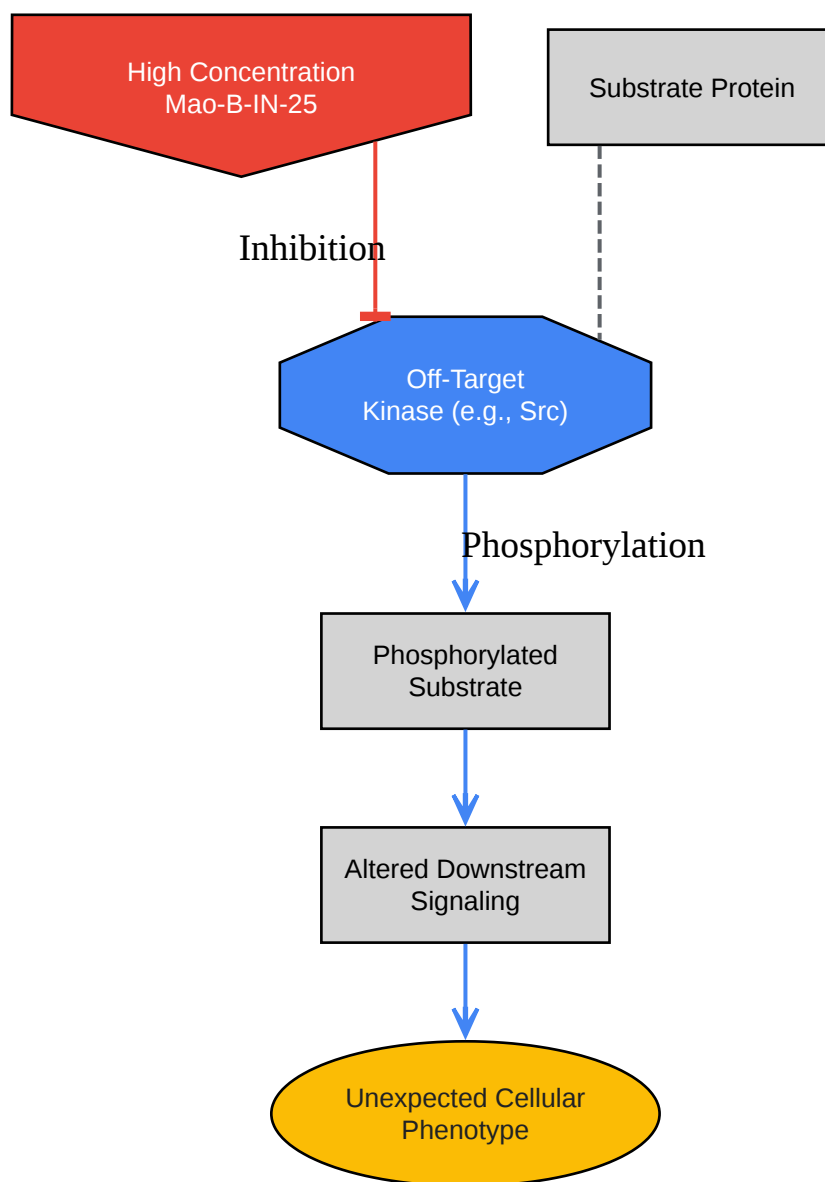 High Concentration
Mao-B-IN-25
Substrate Protein
Inhibition
Off-Target
Kinase (e.g., Src)
Phosphorylation
Phosphorylated
Substrate
Altered Downstream
Signaling
Unexpected Cellular
Phenotype